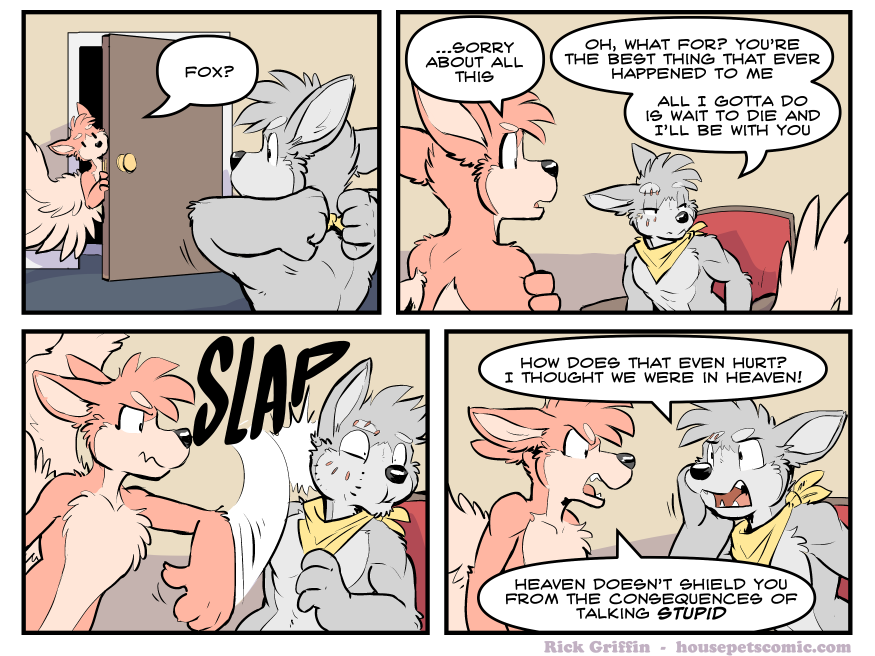 FOX?
...SORRY
ABOUT ALL
THIS
OH, WHAT FOR? YOU'RE
THE BEST THING THAT EVER
HAPPENED TO ME
ALL I GOTTA DO
IS WAIT TO DIE AND
I'LL BE WITH YOU
SLAP
HOW DOES THAT EVEN HURT?
I THOUGHT WE WERE IN HEAVEN!
HEAVEN DOESN'T SHIELD YOU
FROM THE CONSEQUENCES OF
TALKING STUPID
Rick Griffin - housepetscomic.com